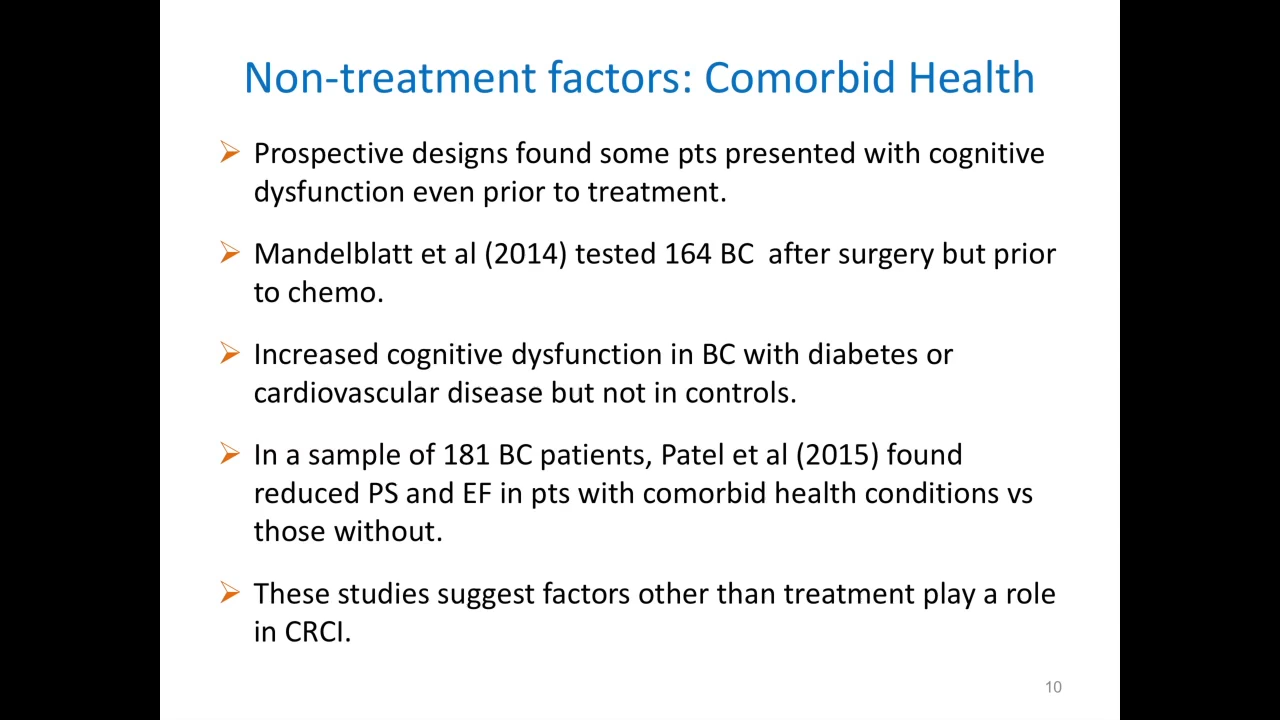 Non-treatment factors: Comorbid Health
Prospective designs found some pts presented with cognitive
dysfunction even prior to treatment.
Mandelblatt et al (2014) tested 164 BC  after surgery but prior
to chemo.
Increased cognitive dysfunction in BC with diabetes or
cardiovascular disease but not in controls.
In a sample of 181 BC patients, Patel et al (2015) found
reduced PS and EF in pts with comorbid health conditions vs
those without.
These studies suggest factors other than treatment play a role
in CRCI.
10